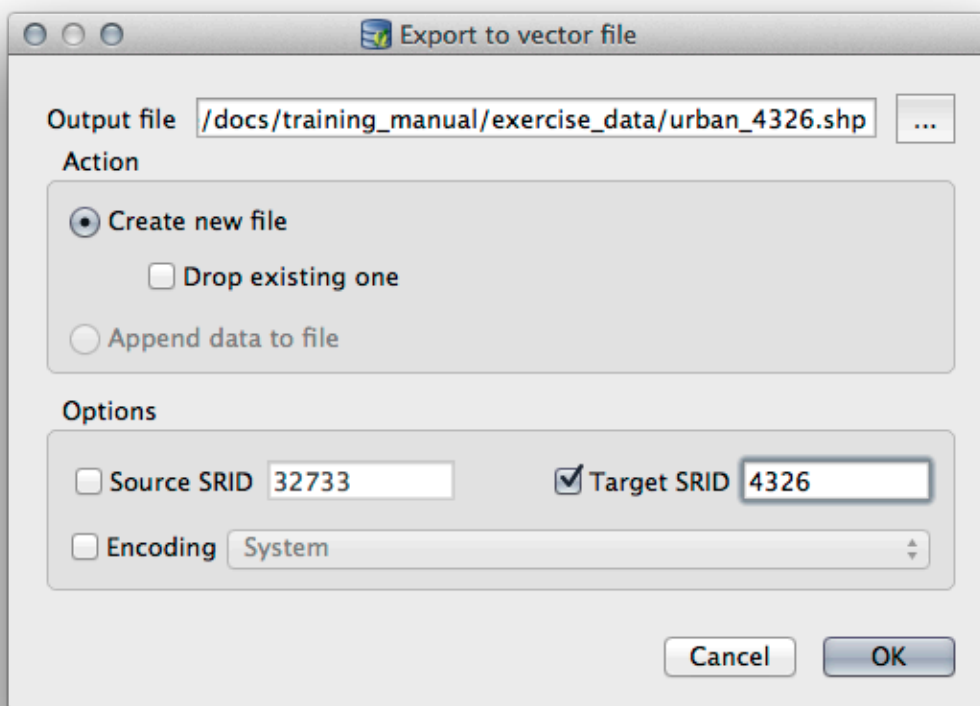 Export to vector file
Output file /docs/training_manual/exercise_data/urban_4326.shp ...
Action
Create new file
Drop existing one
Append data to file
Options
Source SRID 32733 Target SRID 4326
Encoding System
Cancel OK